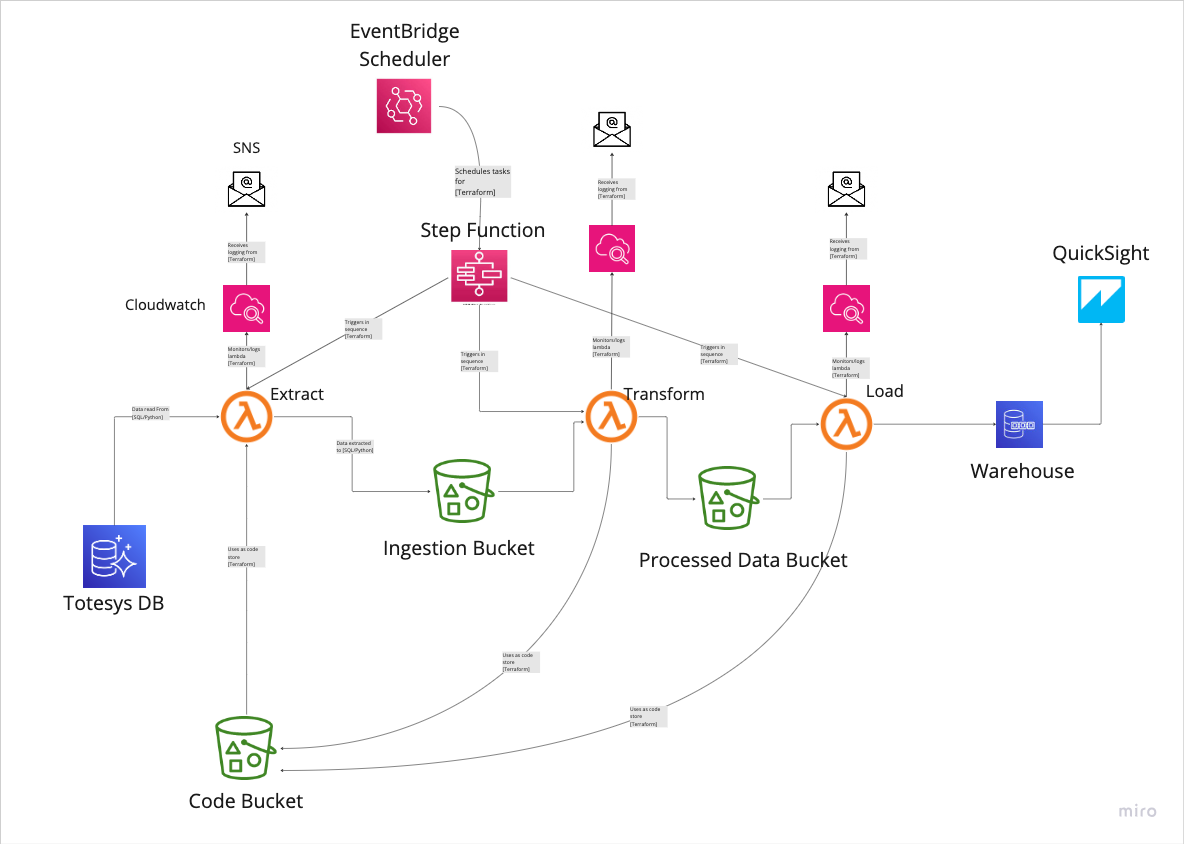 EventBridge
Scheduler
SNS
Schedules tasks
for
[Terraform]
Receives
logging from
[Terraform]
Step Function
Receives
logging from
[Terraform]
Receives
logging from
[Terraform]
QuickSight
Cloudwatch
Triggers in
sequence
[Terraform]
Monitors/logs
lambda
[Terraform]
Triggers in
sequence
[Terraform]
Monitors/logs
lambda
[Terraform]
Triggers in
sequence
[Terraform]
Monitors/logs
lambda
[Terraform]
Extract
Transform
Load
Data read From
[SQL/Python]
Data extracted
to [SQL/Python]
Warehouse
Ingestion Bucket
Processed Data Bucket
Uses as code
store
[Terraform]
Totesys DB
Uses as code
store
[Terraform]
Uses as code
store
[Terraform]
Code Bucket
miro